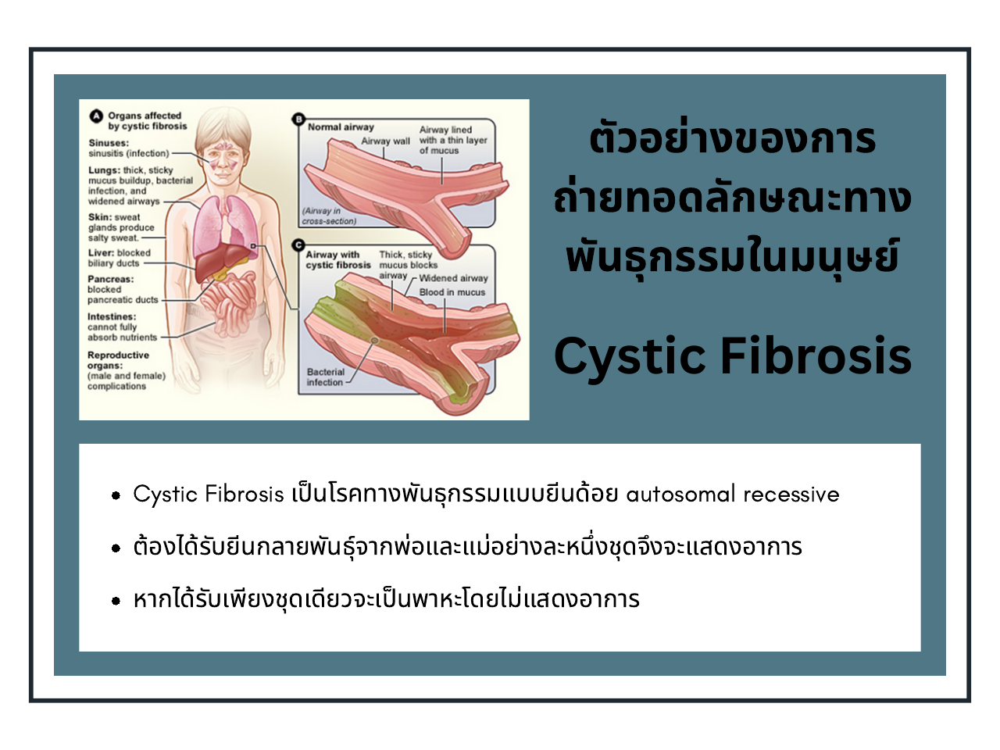 A Organs affected
by cystic fibrosis
Sinuses:
sinusitis (infection)
Lungs: thick, sticky
mucus buildup, bacterial
infection, and
widened airways
Skin: sweat
glands produce
salty sweat.
Liver: blocked
biliary ducts
Pancreas:
blocked
pancreatic ducts
Intestines:
cannot fully
absorb nutrients
Reproductive
organs:
(male and female)
complications
B
Normal airway
Airway wall
Airway lined
with a thin layer
of mucus
(Airway in
cross-section)
C
Airway with
cystic fibrosis
Thick, sticky
mucus blocks
airway
Widened airway
Blood in mucus
Bacterial
infection
ตัวอย่างของการ
ถ่ายทอดลักษณะทาง
พันธุกรรมในมนุษย์
Cystic Fibrosis
• Cystic Fibrosis เป็นโรคทางพันธุกรรมแบบยีนด้อย autosomal recessive
• ต้องได้รับยีนกลายพันธุ์จากพ่อและแม่อย่างละหนึ่งชุดจึงจะแสดงอาการ
• หากได้รับเพียงชุดเดียวจะเป็นพาหะโดยไม่แสดงอาการ